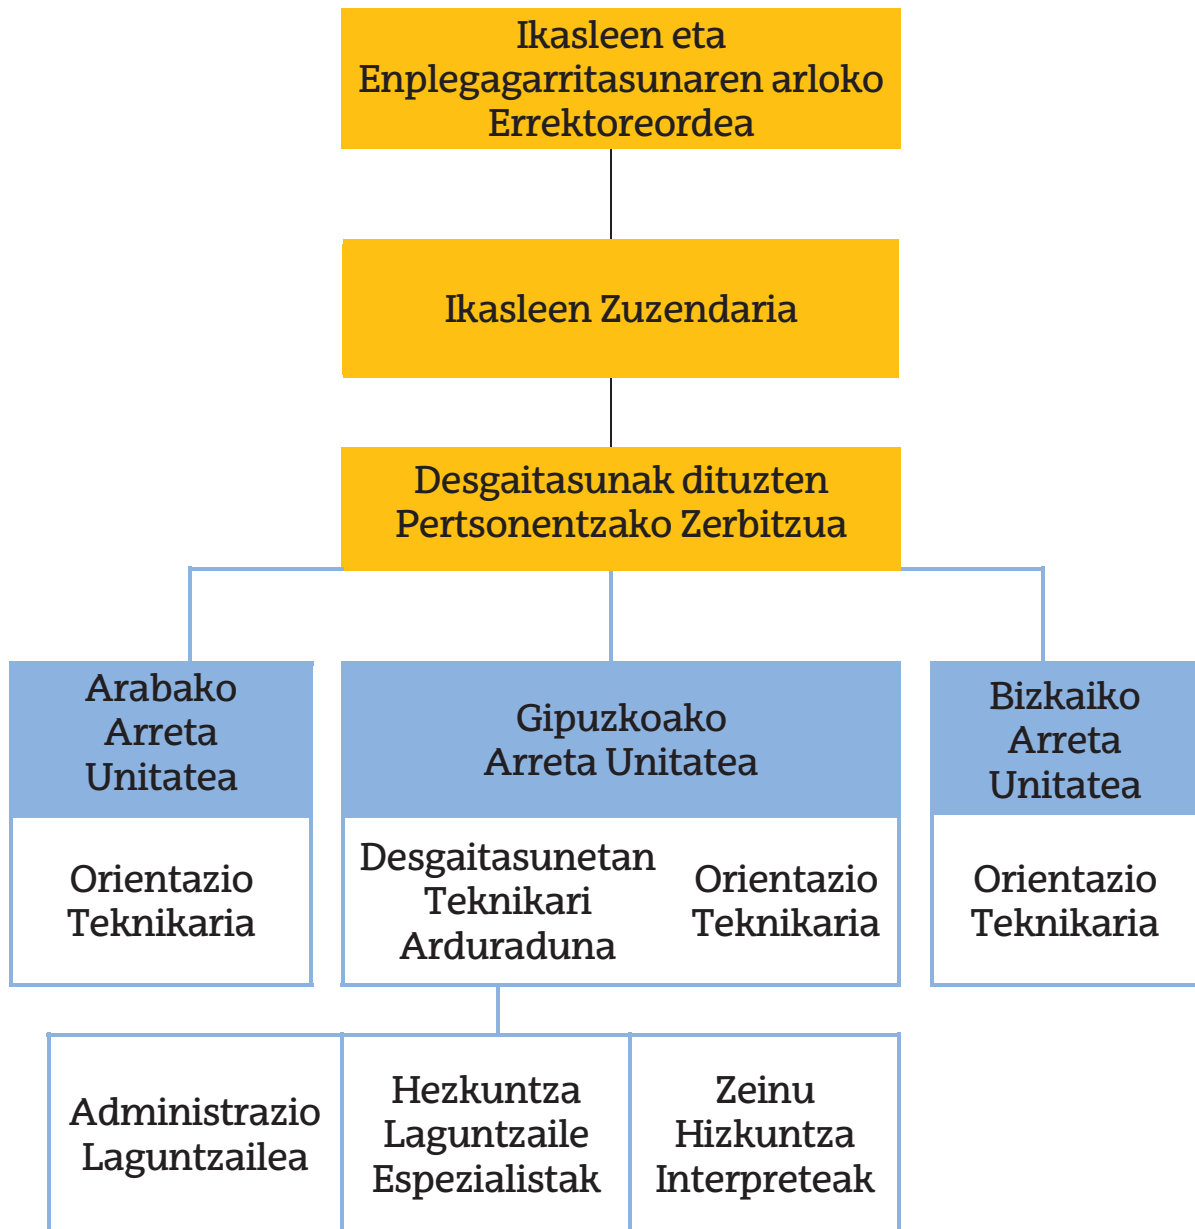 Ikasleen eta
Enplegagarritasunaren arloko
Errektoreordea
Ikasleen Zuzendaria
Desgaitasunak dituzten
Pertsonentzako Zerbitzua
Arabako
Arreta
Unitatea
Orientazio
Teknikaria
Gipuzkoako
Arreta Unitatea
Desgaitasunetan
Teknikari
Arduraduna
Orientazio
Teknikaria
Bizkaiko
Arreta
Unitatea
Orientazio
Teknikaria
Administrazio
Laguntzailea
Hezkuntza
Laguntzaile
Espezialistak
Zeinu
Hizkuntza
Interpreteak